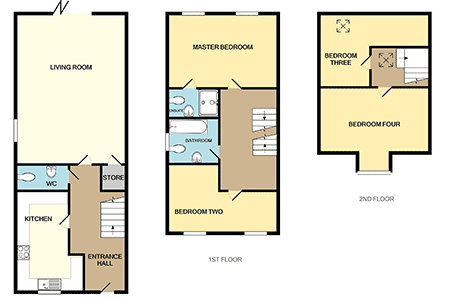 LIVING ROOM
WC
STORE
KITCHEN
ENTRANCE
HALL
MASTER BEDROOM
ENSUITE
BATHROOM
BEDROOM TWO
1ST FLOOR
BEDROOM
THREE
BEDROOM FOUR
2ND FLOOR